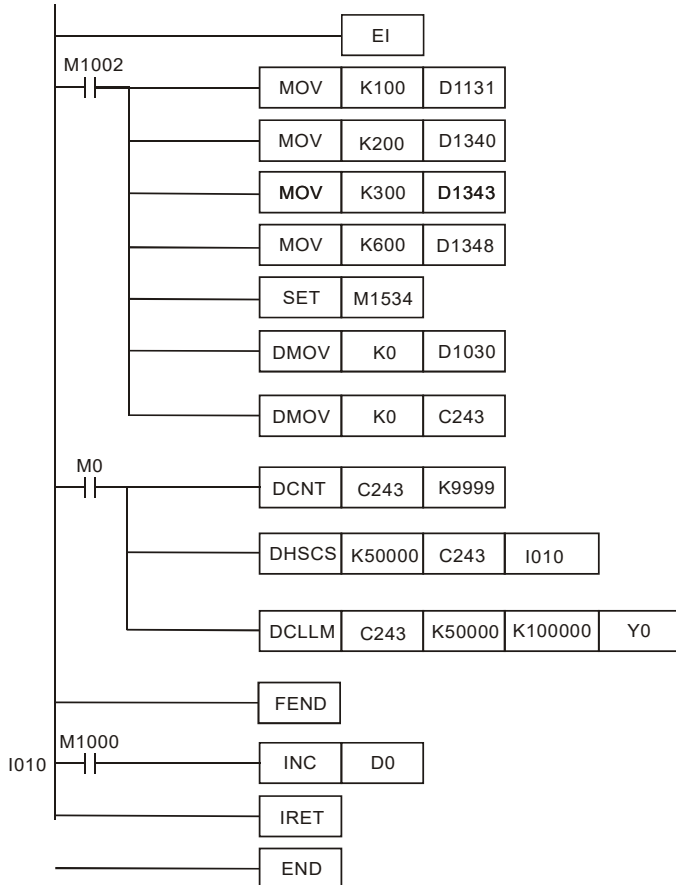 EI
M1002
MOV K100 D1131
MOV K200 D1340
MOV K300 D1343
MOV K600 D1348
SET M1534
DMOV K0 D1030
DMOV K0 C243
M0
DCNT C243 K9999
DHSCS K50000 C243 I010
DCLLM C243 K50000 K100000 Y0
FEND
M1000
I010 INC D0
IRET
END